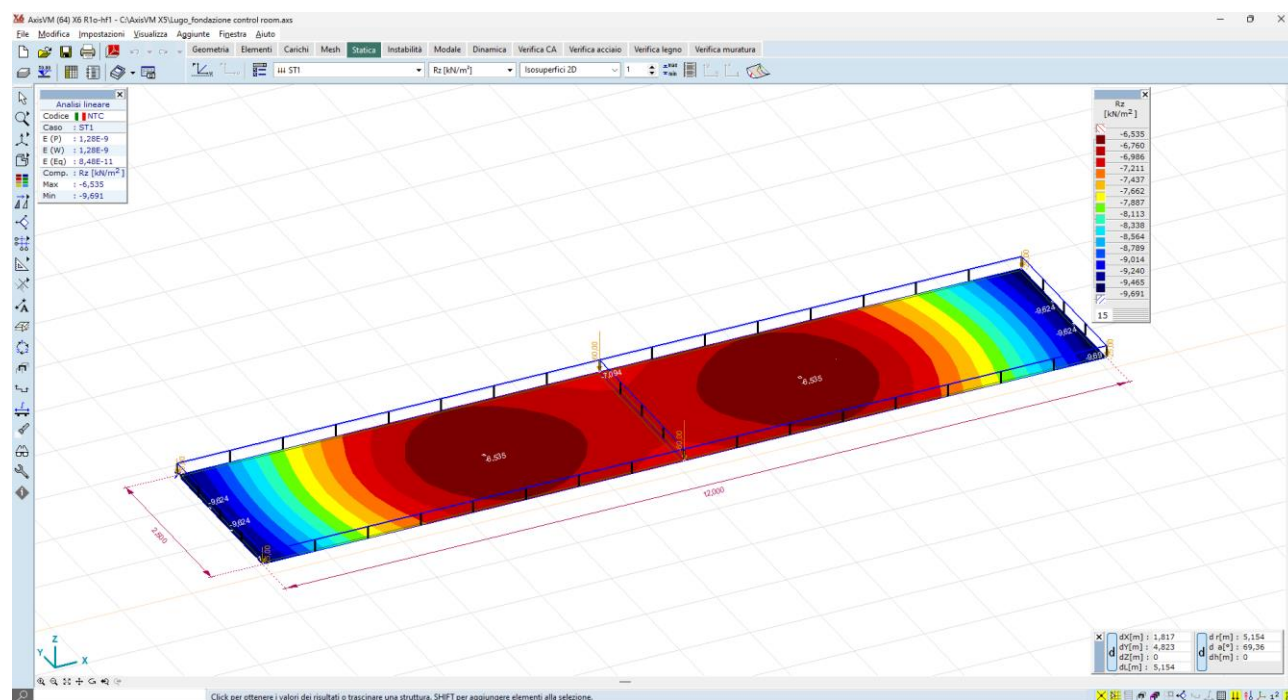 AxisVM (64) X6 R1o-hf1 - C:\AxisVM X5\Lugo_fondazione control room.axs
File Modifica Impostazioni Visualizza Aggiunte Finestra Aiuto
Geometria Elementi Carichi Mesh Statica Instabilità Modale Dinamica Verifica CA Verifica acciaio Verifica legno Verifica muratura
ST1 Rz [kN/m²] Isosuperfici 2D 1
Analisi lineare
Codice NTC
Caso : ST1
E (P) : 1,28E-9
E (W) : 1,28E-9
E (Eq) : 8,48E-11
Comp. : Rz [kN/m²]
Max : -6,535
Min : -9,691
Rz
[kN/m²]
-6,535
-6,760
-6,986
-7,211
-7,437
-7,662
-7,887
-8,113
-8,338
-8,564
-8,789
-9,014
-9,240
-9,465
-9,691
15
-9,624
-9,624
-9,69
-7,094
-6,535
-6,535
-9,624
-9,624
12,000
2,500
Z
Y
X
dX[m] : 1,817
dY[m] : 4,823
dZ[m] : 0
dL[m] : 5,154
d r[m] : 5,154
d a[°] : 69,36
dh[m] : 0
Click per ottenere i valori dei risultati o trascinare una struttura. SHIFT per aggiungere elementi alla selezione.